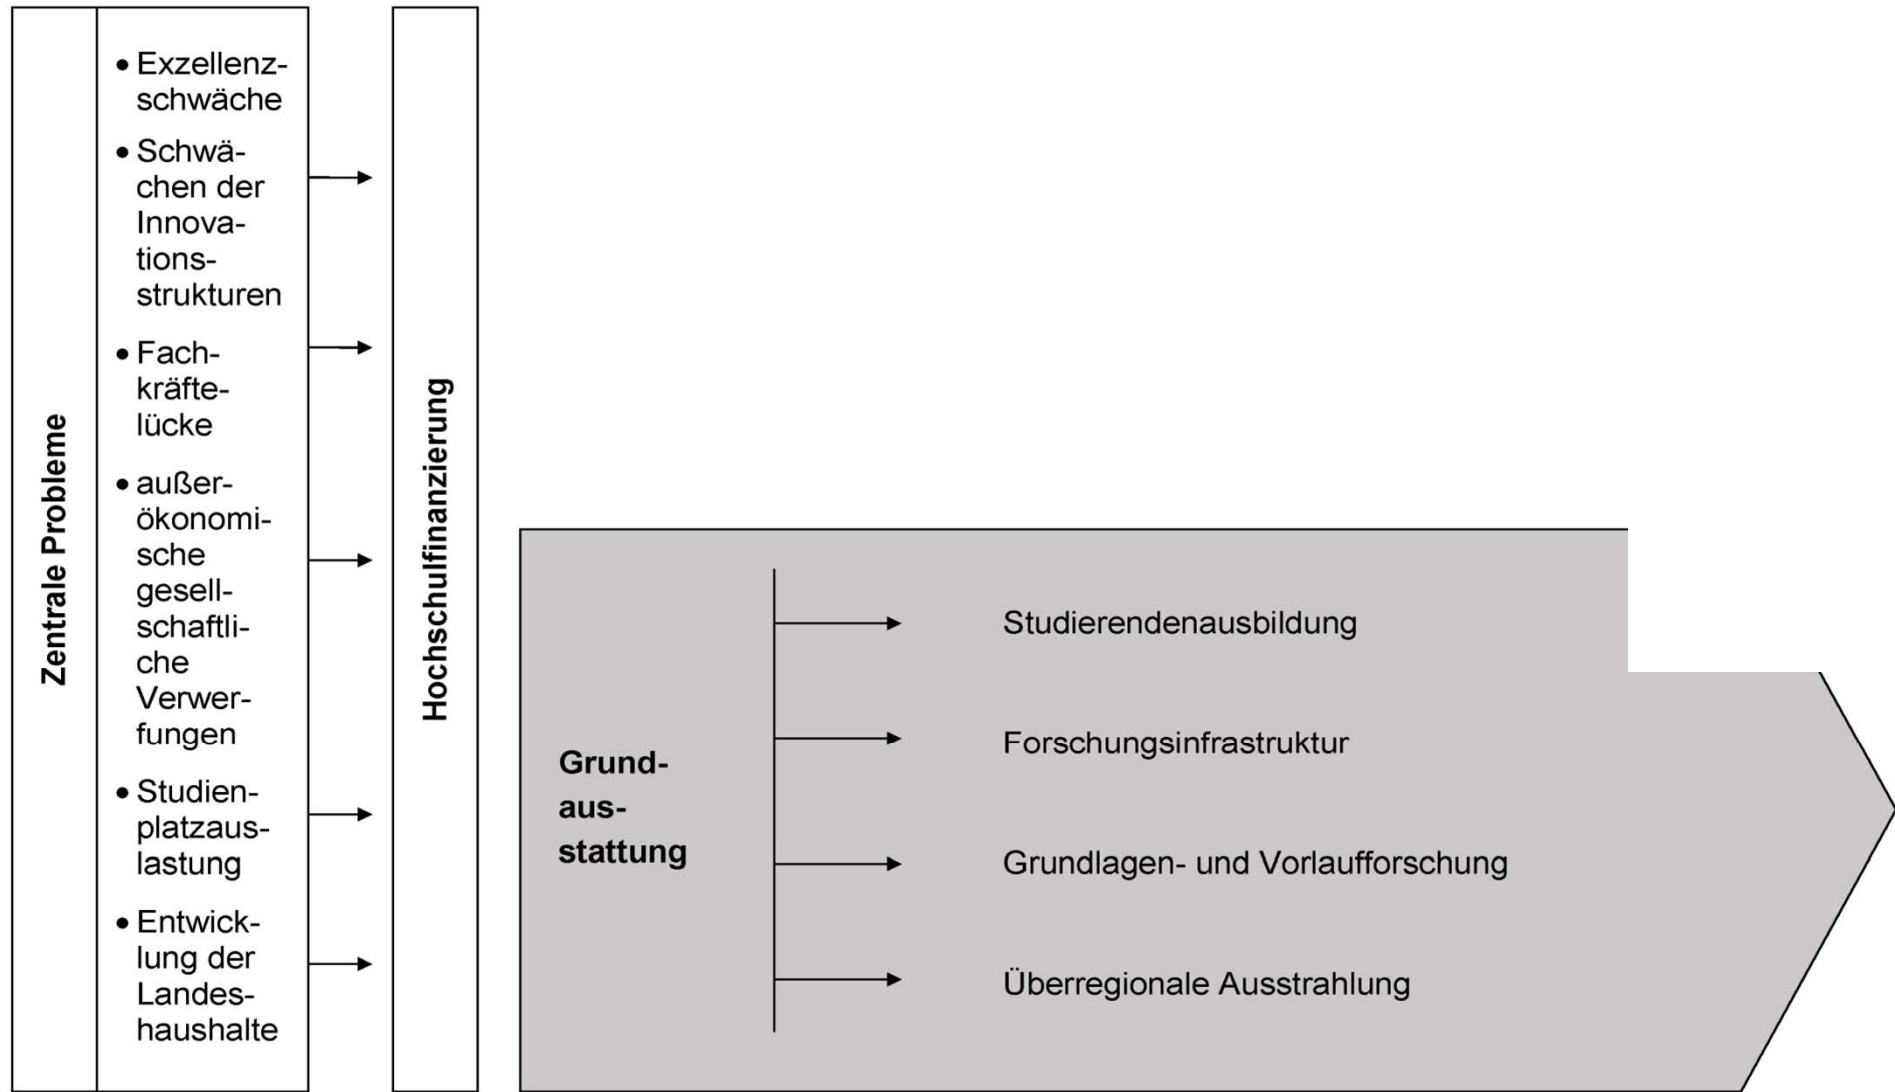 Zentrale Probleme
• Exzellenz-
schwäche
• Schwä-
chen der
Innova-
tions-
strukturen
• Fach-
kräfte-
lücke
• außer-
ökonomi-
sche
gesell-
schaftli-
che
Verwer-
fungen
• Studien-
platzaus-
lastung
• Entwick-
lung der
Landes-
haushalte
Hochschulfinanzierung
Grund-
aus-
stattung
Studierendenausbildung
Forschungsinfrastruktur
Grundlagen- und Vorlaufforschung
Überregionale Ausstrahlung